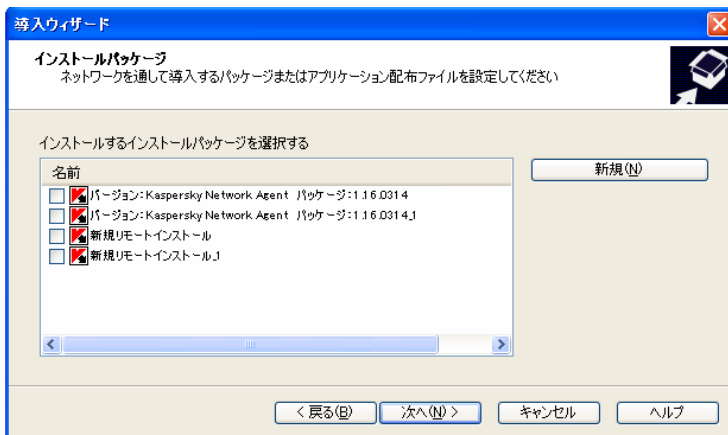 導入ウィザード
インストールパッケージ
ネットワークを通して導入するパッケージまたはアプリケーション配布ファイルを設定してください
インストールするインストールパッケージを選択する
名前
新規(N)
バージョン:Kaspersky Network Agent パッケージ:1.16.0314
バージョン:Kaspersky Network Agent パッケージ:1.16.0314_1
新規リモートインストール
新規リモートインストール_1
< 戻る(B)
次へ(N) >
キャンセル
ヘルプ